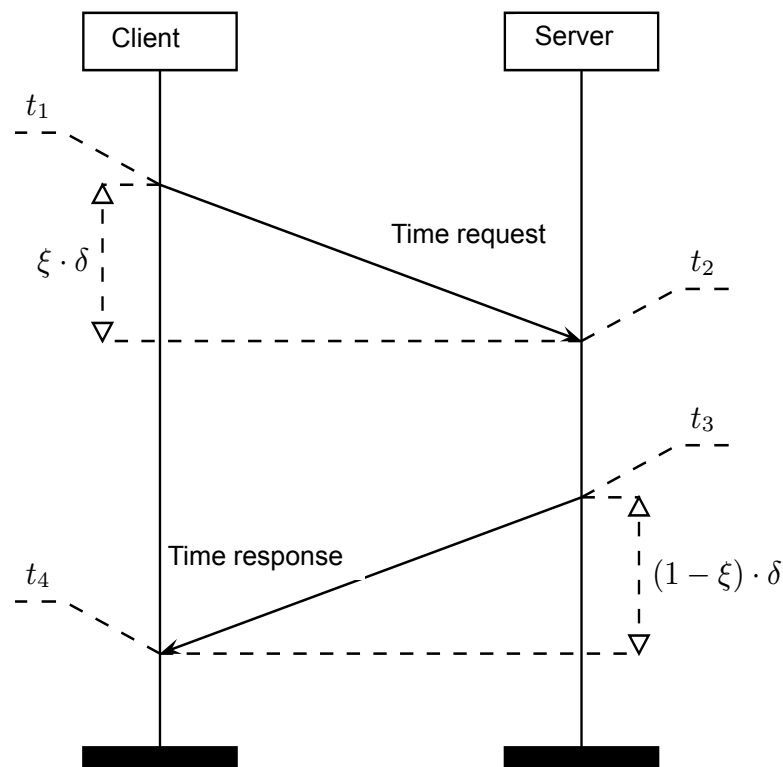 Client
Server
t₁
Time request
ξ · δ
t₂
t₃
Time response
t₄
(1 − ξ) · δ